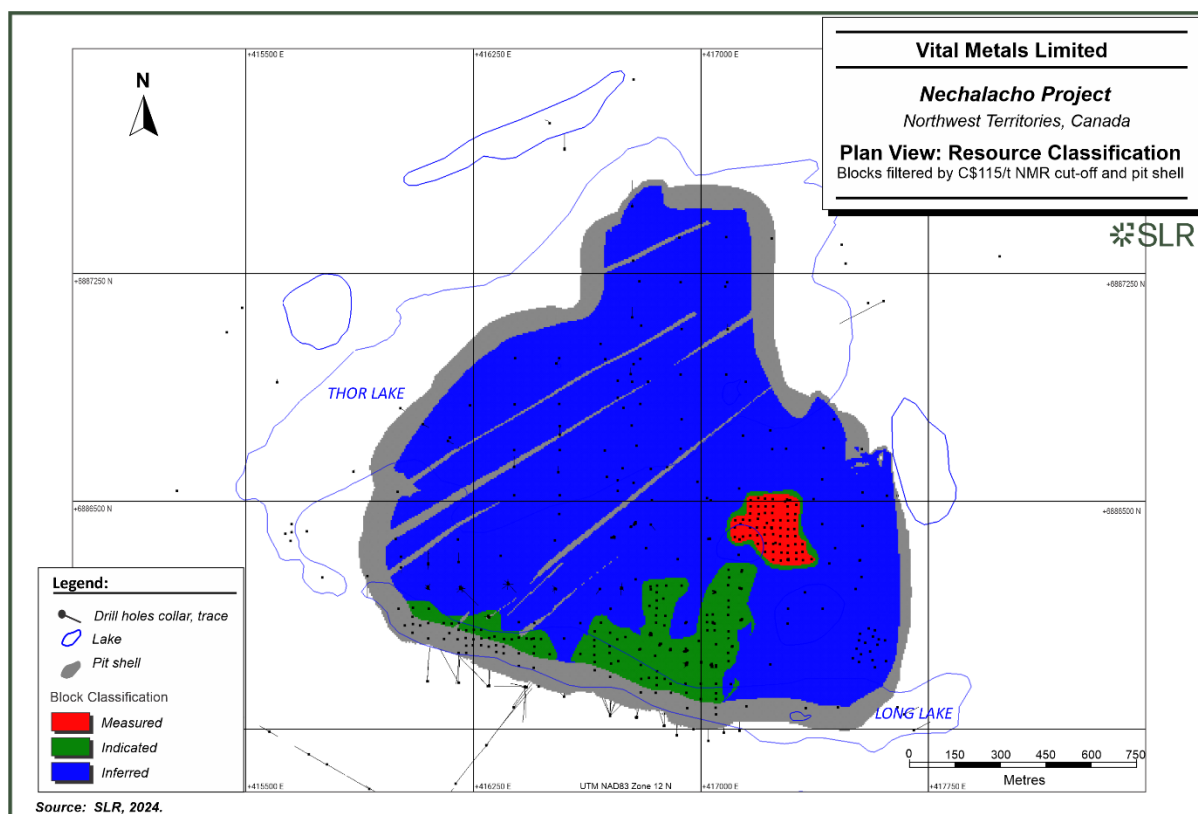 Vital Metals Limited
Nechalacho Project
Northwest Territories, Canada
Plan View: Resource Classification
Blocks filtered by C$115/t NMR cut-off and pit shell
SLR
N
+415500 E
+416250 E
+417000 E
+6887250 N
+6887250 N
THOR LAKE
+6886500 N
+6886500 N
Legend:
Drill holes collar, trace
Lake
Pit shell
Block Classification
Measured
Indicated
Inferred
LONG LAKE
0 150 300 450 600 750
Metres
+415500 E
+416250 E
UTM NAD83 Zone 12 N
+417000 E
+417750 E
Source: SLR, 2024.